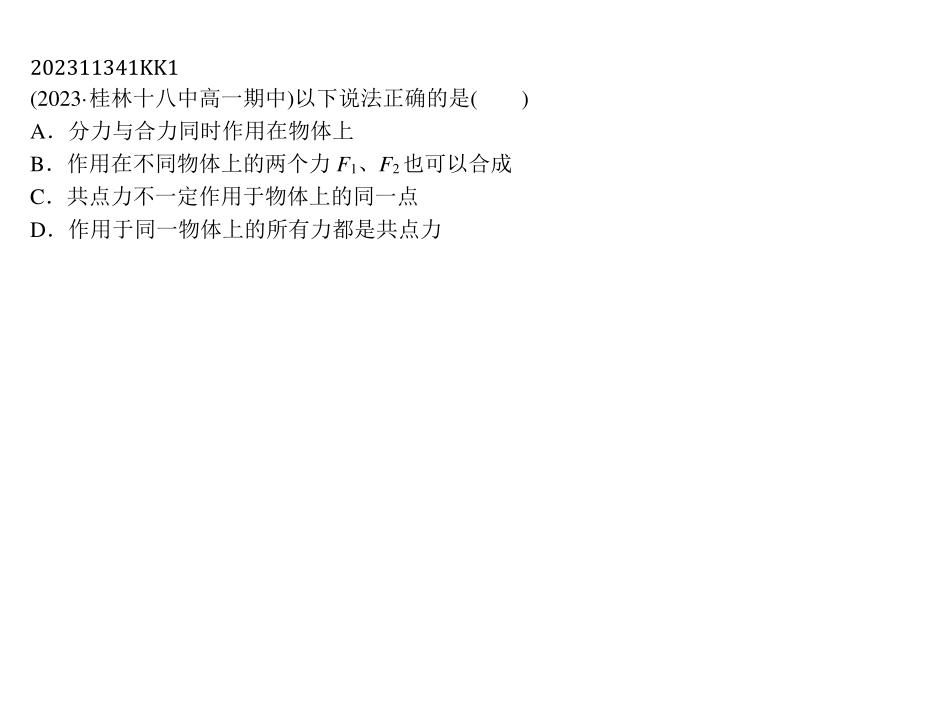 202311341KK1
(2023·桂林十八中高一期中)以下说法正确的是(　　)
A．分力与合力同时作用在物体上
B．作用在不同物体上的两个力 F₁、F₂也可以合成
C．共点力不一定作用于物体上的同一点
D．作用于同一物体上的所有力都是共点力